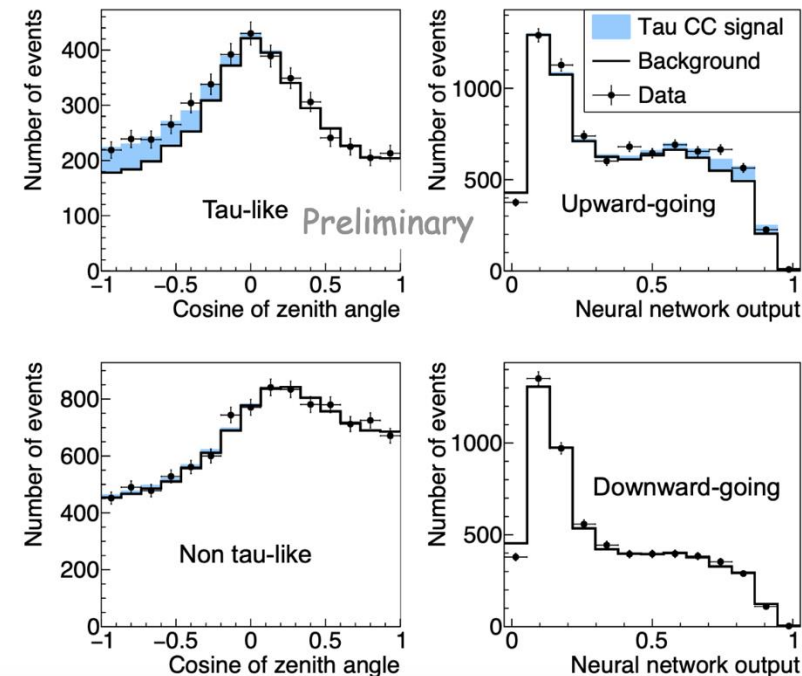 Number of events
400
300
200
100
0
Tau-like
−1 −0.5 0 0.5 1
Cosine of zenith angle
Preliminary
Number of events
1000
500
0
Tau CC signal
Background
Data
Upward-going
0 0.5 1
Neural network output
Number of events
800
600
400
200
0
Non tau-like
−1 −0.5 0 0.5 1
Cosine of zenith angle
Number of events
1000
500
0
Downward-going
0 0.5 1
Neural network output